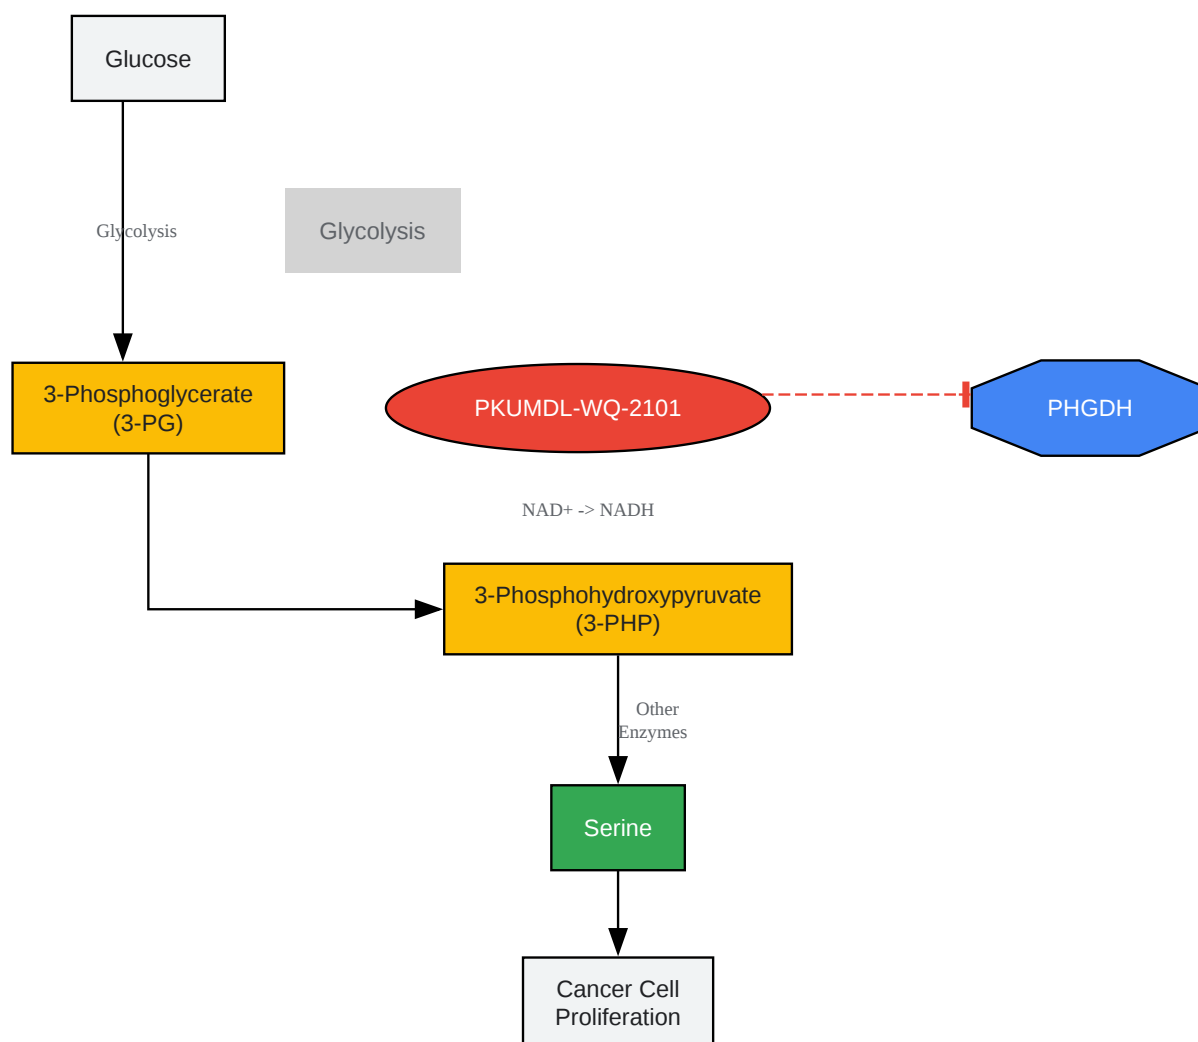 Glucose
Glycolysis
Glycolysis
3-Phosphoglycerate
(3-PG)
PKUMDL-WQ-2101
PHGDH
NAD+ -> NADH
3-Phosphohydroxypyruvate
(3-PHP)
Other
Enzymes
Serine
Cancer Cell
Proliferation